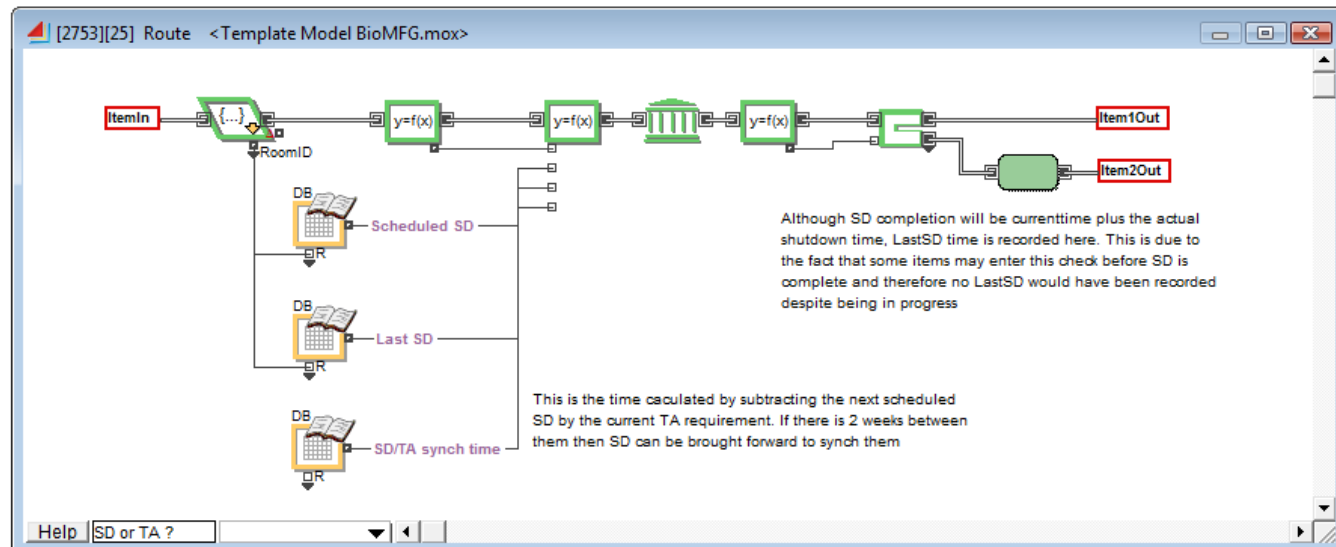 [2753][25] Route <Template Model BioMFG.mox>
ItemIn
{...}
y=f(x)
y=f(x)
y=f(x)
Item1Out
RoomID
Item2Out
DB
Scheduled SD
R
Although SD completion will be currenttime plus the actual
shutdown time, LastSD time is recorded here. This is due to
the fact that some items may enter this check before SD is
complete and therefore no LastSD would have been recorded
despite being in progress
DB
Last SD
R
This is the time caculated by subtracting the next scheduled
SD by the current TA requirement. If there is 2 weeks between
them then SD can be brought forward to synch them
DB
SD/TA synch time
R
Help
SD or TA ?